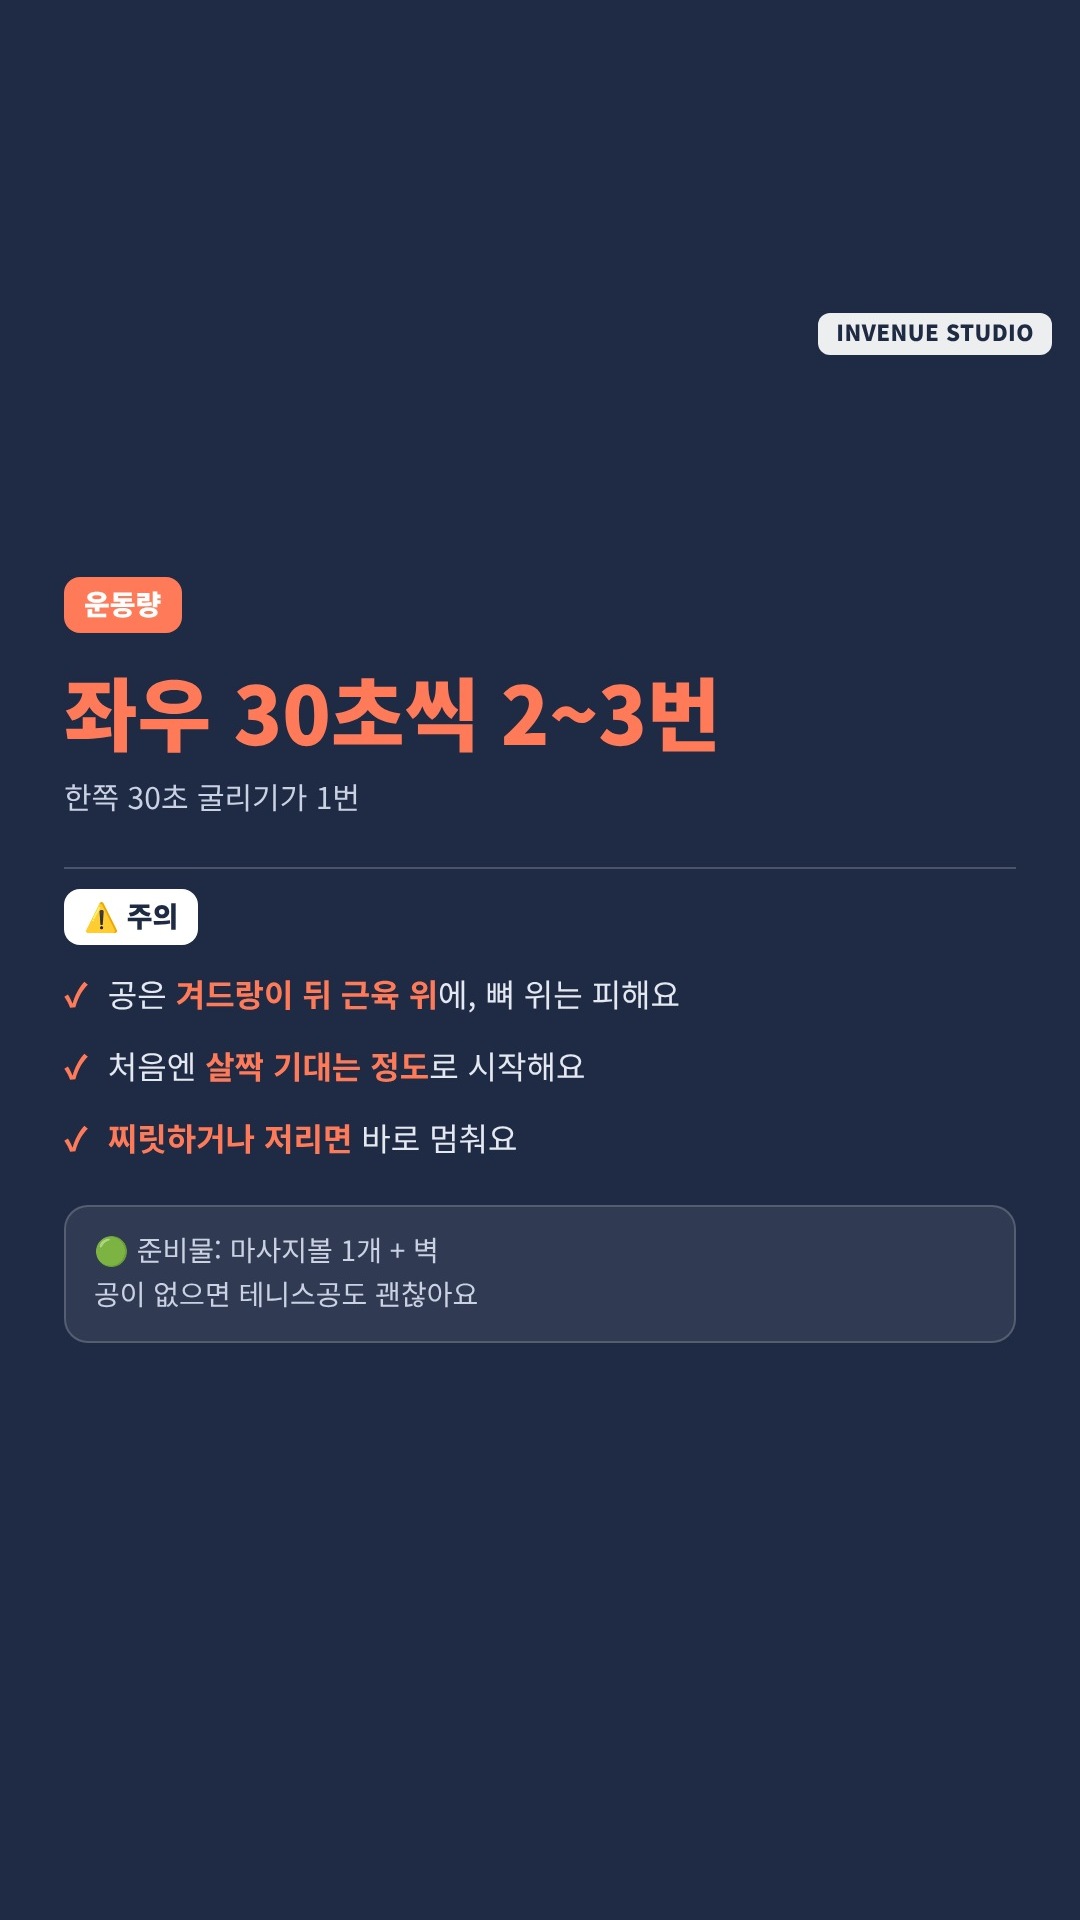 INVENUE STUDIO
운동량
좌우 30초씩 2~3번
한쪽 30초 굴리기가 1번
⚠️ 주의
✓ 공은 겨드랑이 뒤 근육 위에, 뼈 위는 피해요
✓ 처음엔 살짝 기대는 정도로 시작해요
✓ 찌릿하거나 저리면 바로 멈춰요
🟢 준비물: 마사지볼 1개 + 벽
공이 없으면 테니스공도 괜찮아요